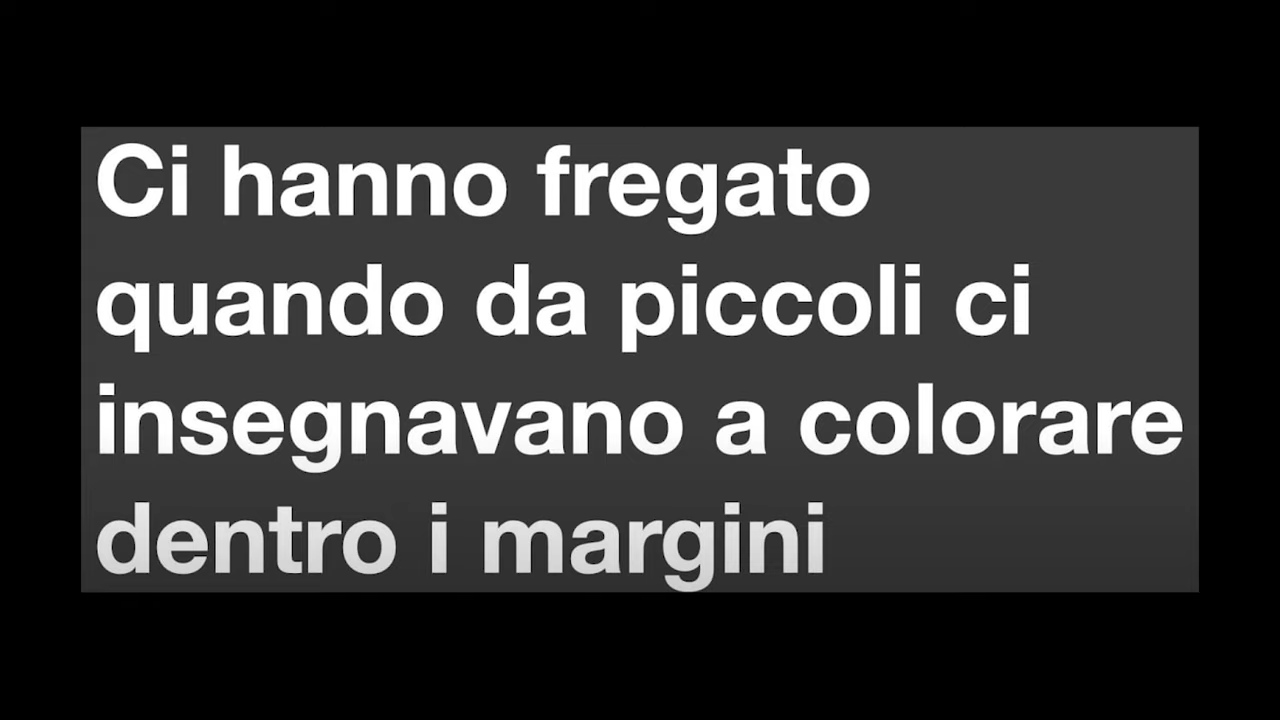 Ci hanno fregato
quando da piccoli ci
insegnavano a colorare
dentro i margini